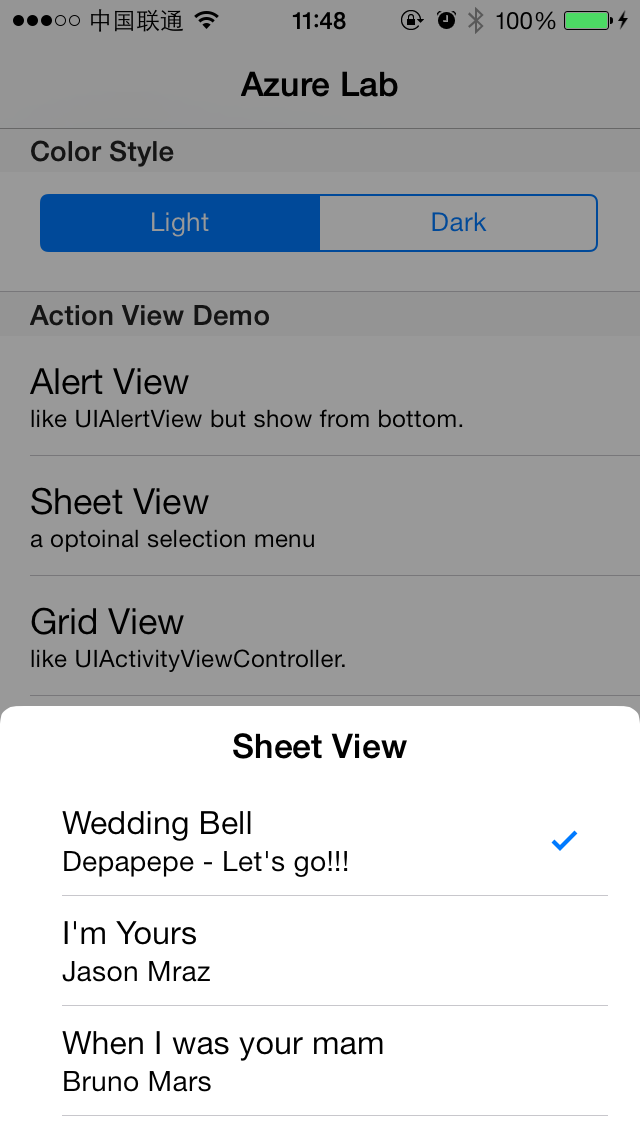 中国联通 11:48 100%
Azure Lab
Color Style
Light Dark
Action View Demo
Alert View
like UIAlertView but show from bottom.
Sheet View
a optoinal selection menu
Grid View
like UIActivityViewController.
Sheet View
Wedding Bell
Depapepe - Let's go!!!
I'm Yours
Jason Mraz
When I was your mam
Bruno Mars